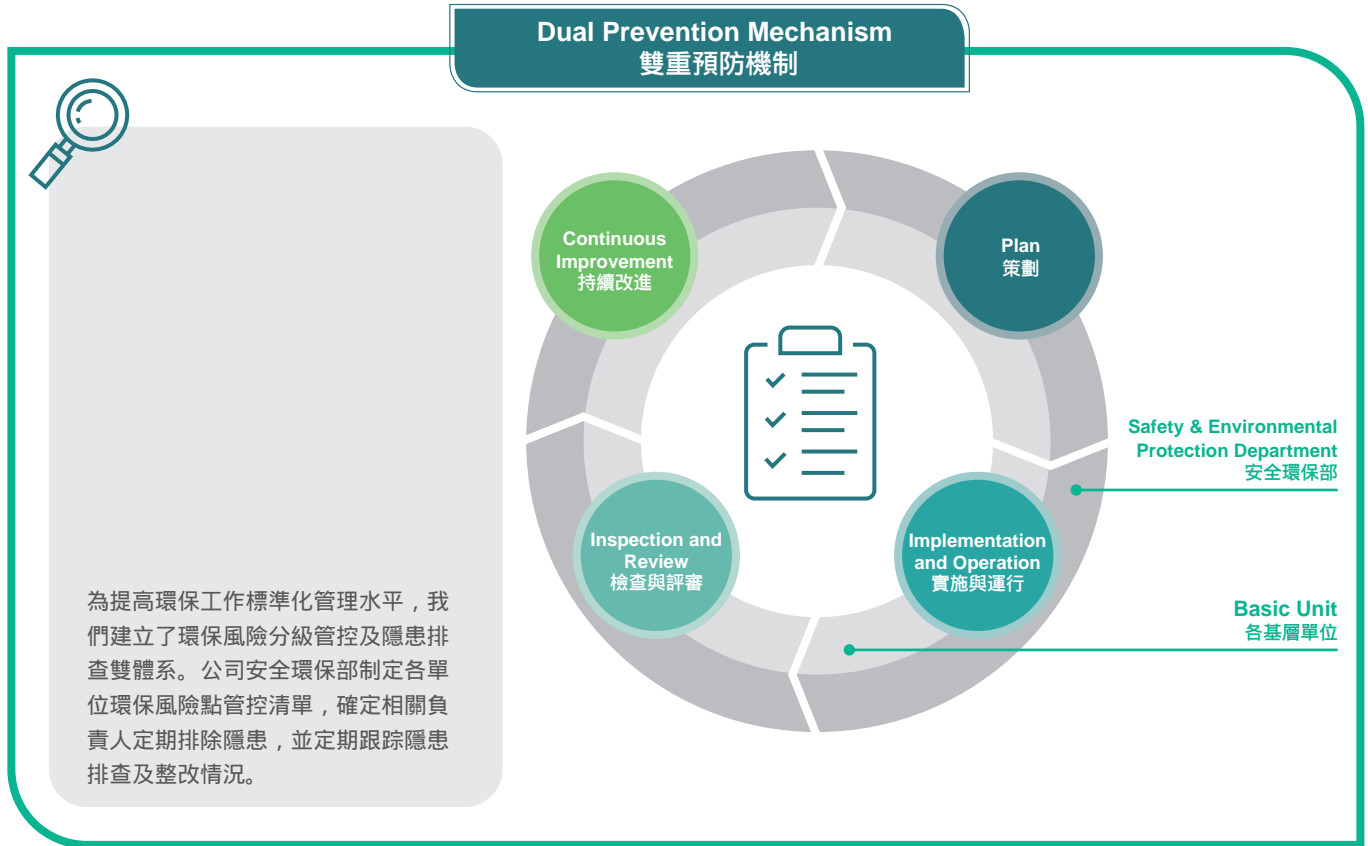 Dual Prevention Mechanism
雙重預防機制
為提高環保工作標準化管理水平，我
們建立了環保風險分級管控及隱患排
查雙體系。公司安全環保部制定各單
位環保風險點管控清單，確定相關負
責人定期排除隱患，並定期跟踪隱患
排查及整改情況。
Continuous
Improvement
持續改進
Plan
策劃
Inspection and
Review
檢查與評審
Implementation
and Operation
實施與運行
Safety & Environmental
Protection Department
安全環保部
Basic Unit
各基層單位